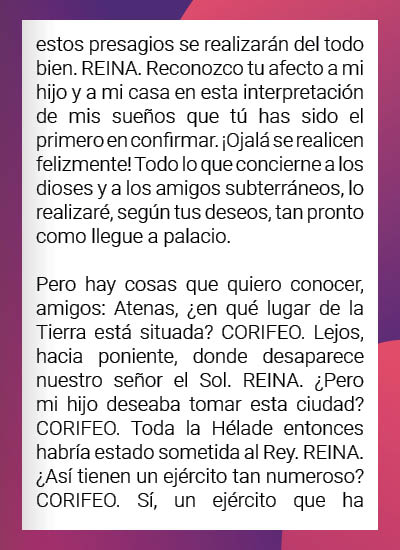 estos presagios se realizarán del todo
bien. REINA. Reconozco tu afecto a mi
hijo y a mi casa en esta interpretación
de mis sueños que tú has sido el
primero en confirmar. ¡Ojalá se realicen
felizmente! Todo lo que concierne a los
dioses y a los amigos subterráneos, lo
realizaré, según tus deseos, tan pronto
como llegue a palacio.

Pero hay cosas que quiero conocer,
amigos: Atenas, ¿en qué lugar de la
Tierra está situada? CORIFEO. Lejos,
hacia poniente, donde desaparece
nuestro señor el Sol. REINA. ¿Pero
mi hijo deseaba tomar esta ciudad?
CORIFEO. Toda la Hélade entonces
habría estado sometida al Rey. REINA.
¿Así tienen un ejército tan numeroso?
CORIFEO. Sí, un ejército que ha